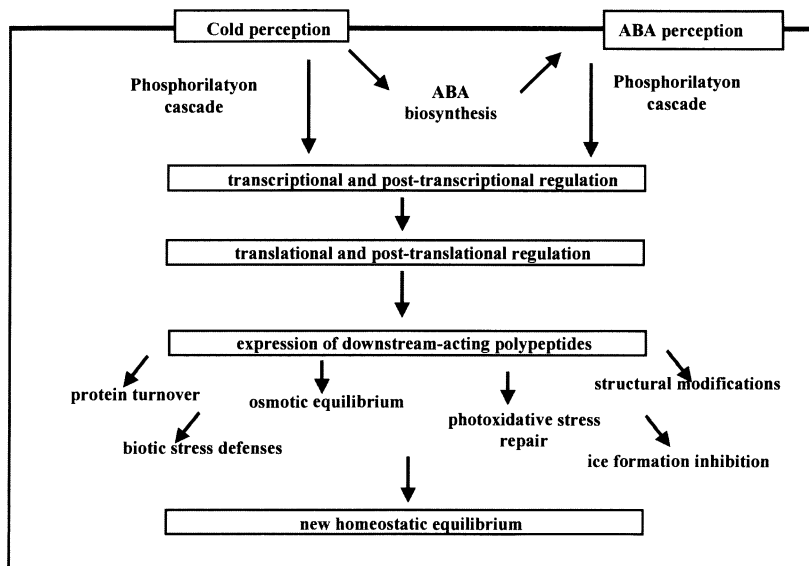 Cold perception
ABA perception
Phosphorilatyon
cascade
ABA
biosynthesis
Phosphorilatyon
cascade
transcriptional and post-transcriptional regulation
translational and post-translational regulation
expression of downstream-acting polypeptides
protein turnover
osmotic equilibrium
photoxidative stress
repair
structural modifications
biotic stress defenses
ice formation inhibition
new homeostatic equilibrium